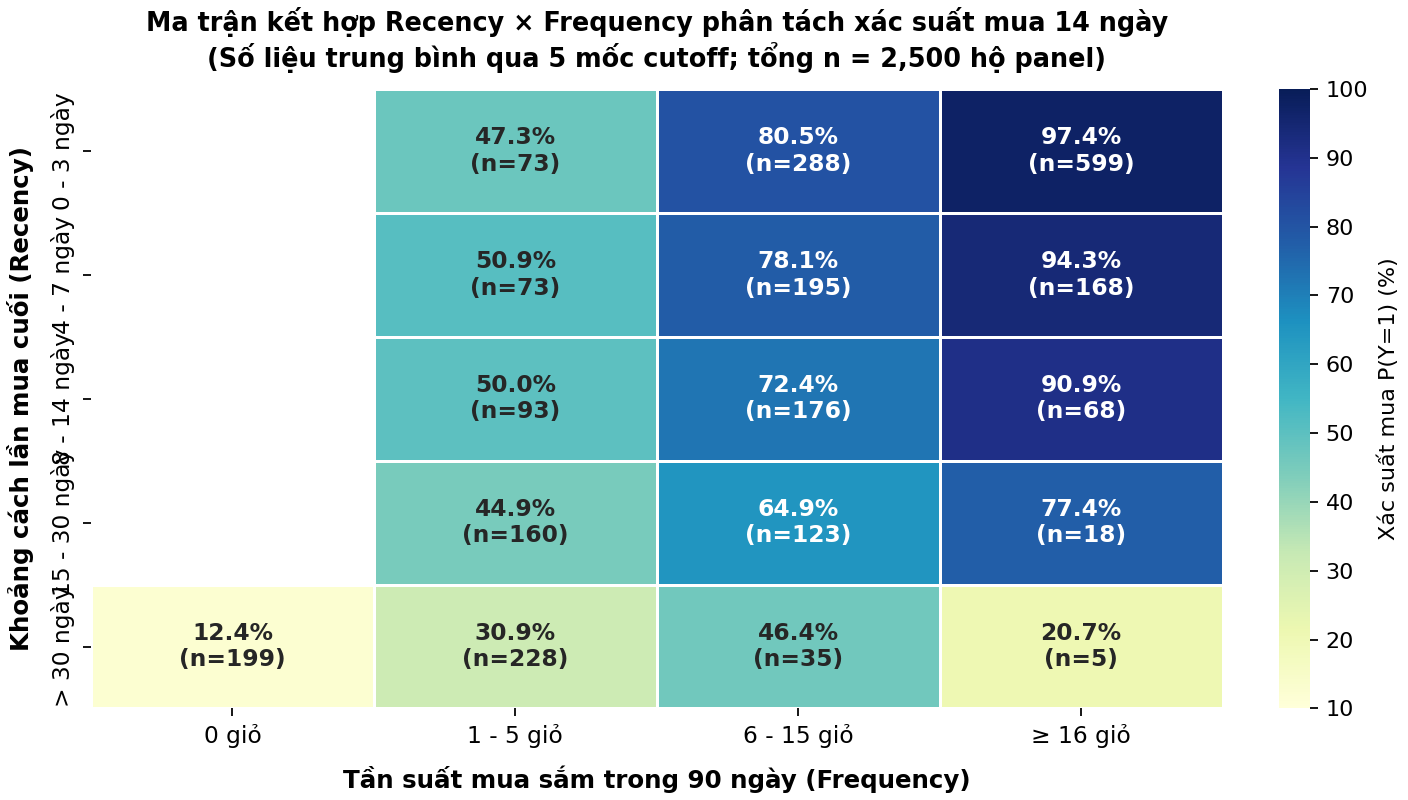 Ma trận kết hợp Recency × Frequency phân tách xác suất mua 14 ngày
(Số liệu trung bình qua 5 mốc cutoff; tổng n = 2,500 hộ panel)
Khoảng cách lần mua cuối (Recency)
0 - 3 ngày
47.3%
(n=73)
80.5%
(n=288)
97.4%
(n=599)
4 - 7 ngày
50.9%
(n=73)
78.1%
(n=195)
94.3%
(n=168)
8 - 14 ngày
50.0%
(n=93)
72.4%
(n=176)
90.9%
(n=68)
15 - 30 ngày
44.9%
(n=160)
64.9%
(n=123)
77.4%
(n=18)
> 30 ngày
12.4%
(n=199)
30.9%
(n=228)
46.4%
(n=35)
20.7%
(n=5)
0 giỏ
1 - 5 giỏ
6 - 15 giỏ
≥ 16 giỏ
Tần suất mua sắm trong 90 ngày (Frequency)
100
90
80
70
60
50
40
30
20
10
Xác suất mua P(Y=1) (%)